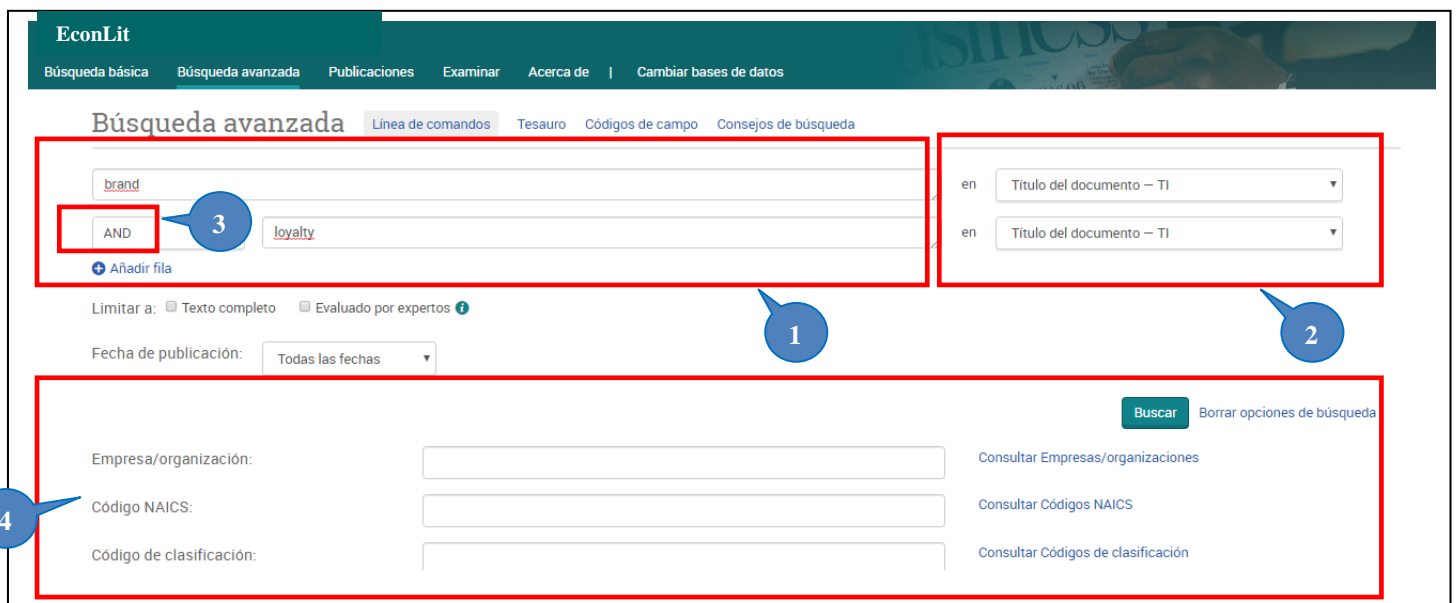 EconLit
Búsqueda básica Búsqueda avanzada Publicaciones Examinar Acerca de | Cambiar bases de datos
Búsqueda avanzada Línea de comandos Tesauro Códigos de campo Consejos de búsqueda
brand en Título del documento — TI
AND 3 loyalty en Título del documento — TI
Añadir fila
Limitar a: Texto completo Evaluado por expertos i
1 2
Fecha de publicación: Todas las fechas
Buscar Borrar opciones de búsqueda
Empresa/organización: Consultar Empresas/organizaciones
Código NAICS: Consultar Códigos NAICS
4
Código de clasificación: Consultar Códigos de clasificación